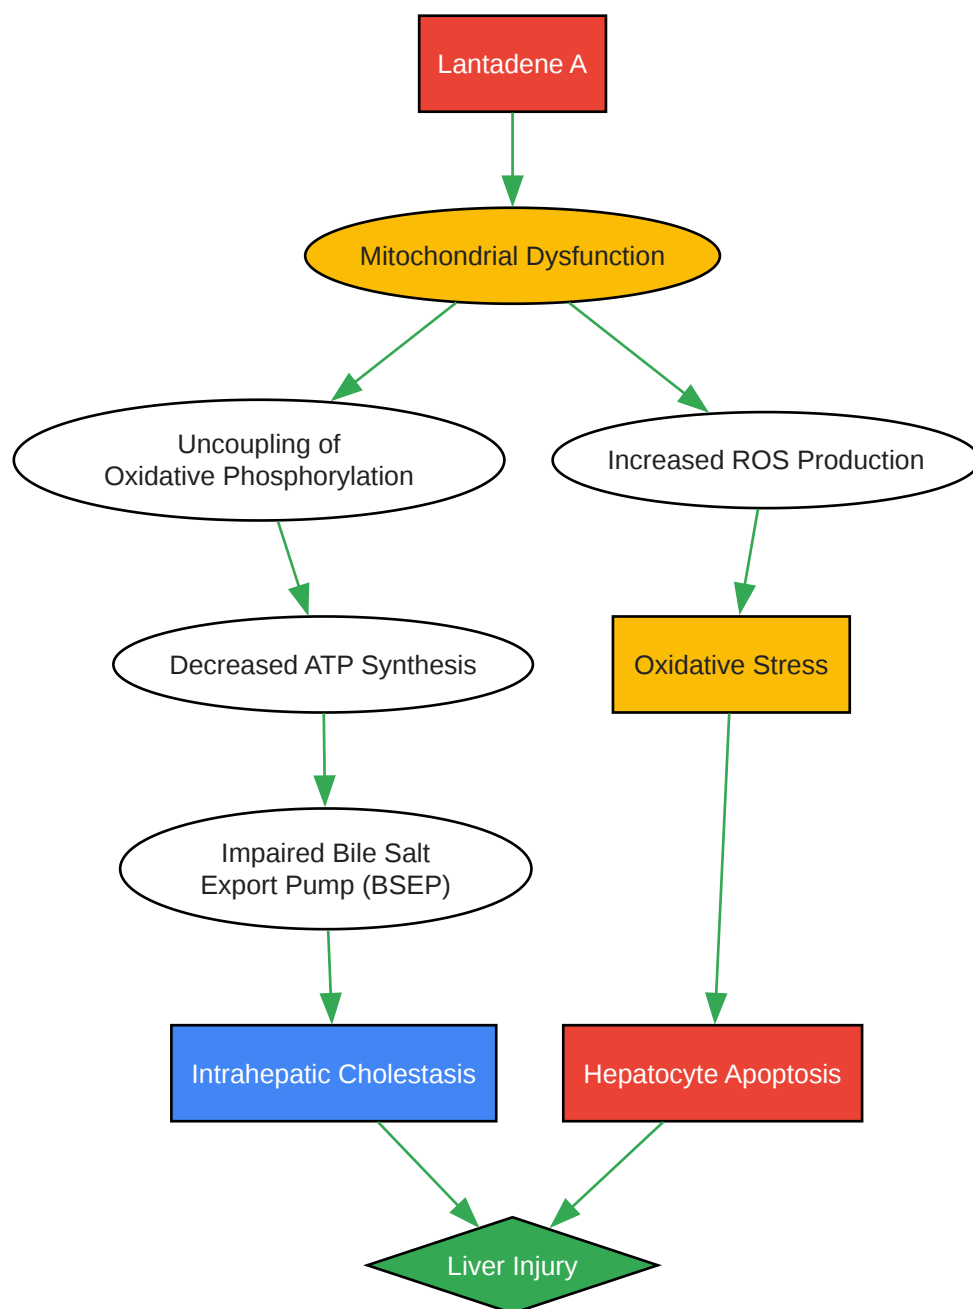 Lantadene A
Mitochondrial Dysfunction
Uncoupling of
Oxidative Phosphorylation
Increased ROS Production
Decreased ATP Synthesis
Oxidative Stress
Impaired Bile Salt
Export Pump (BSEP)
Intrahepatic Cholestasis
Hepatocyte Apoptosis
Liver Injury